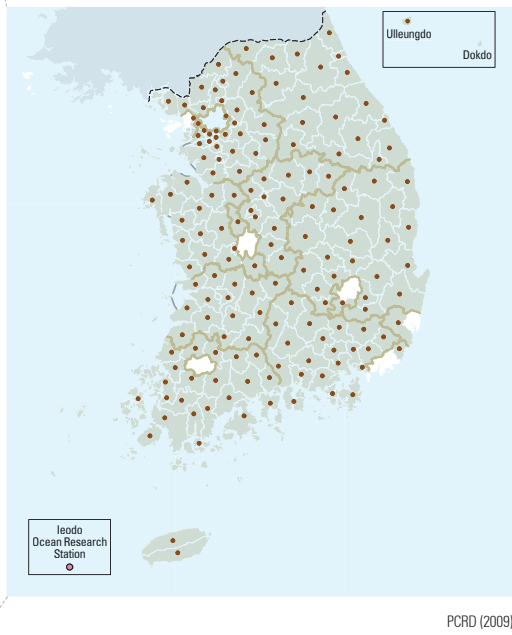 Ulleungdo
Dokdo
Ieodo
Ocean Research
Station
PCRD (2009)